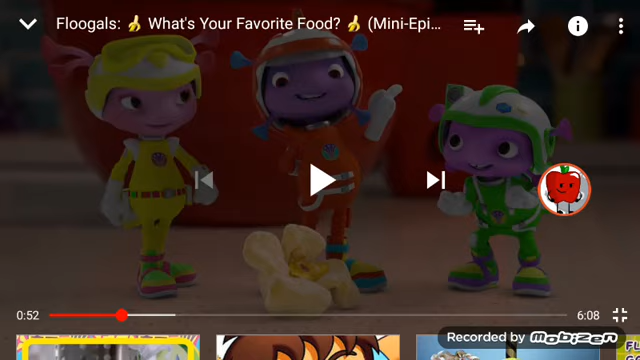 Floogals: 🍌 What's Your Favorite Food? 🍌 (Mini-Epi...
0:52
6:08
Recorded by mobizen